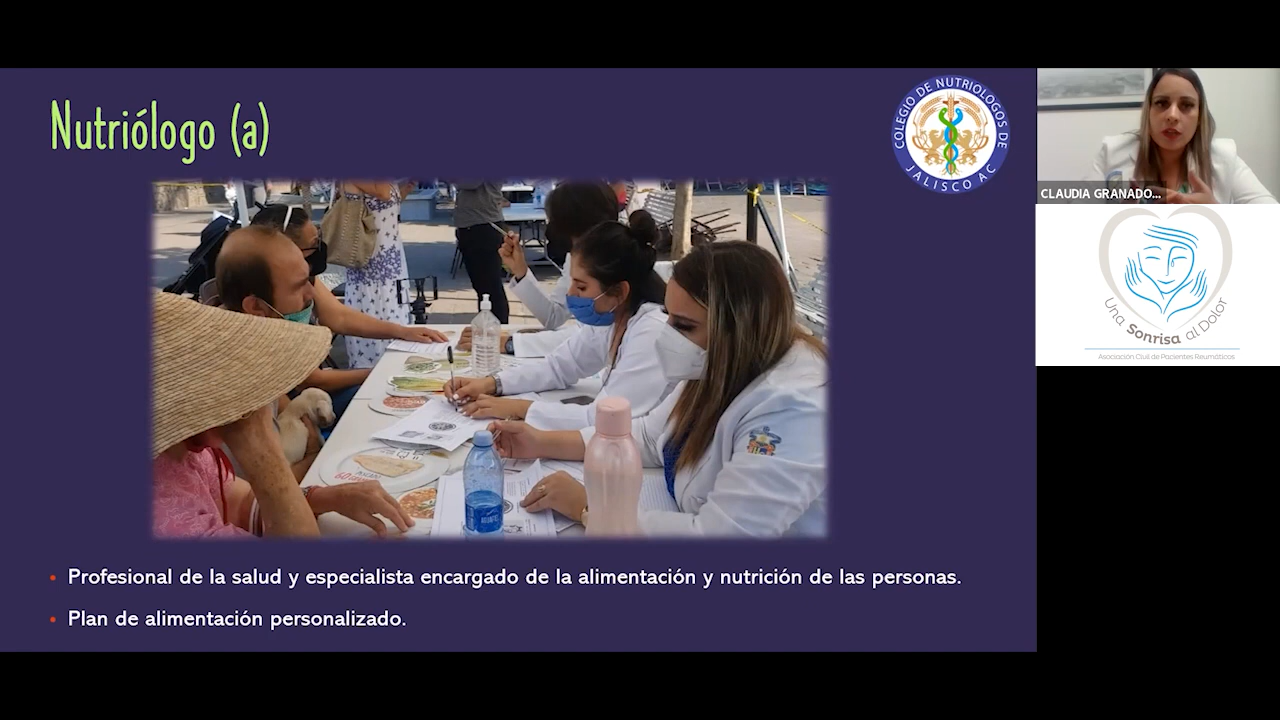 Nutriólogo (a)
COLEGIO DE NUTRIOLOGOS DE
JALISCO AC
CLAUDIA GRANADO...
Una Sonrisa al Dolor
Asociación Civil de Pacientes Reumáticos
• Profesional de la salud y especialista encargado de la alimentación y nutrición de las personas.
• Plan de alimentación personalizado.